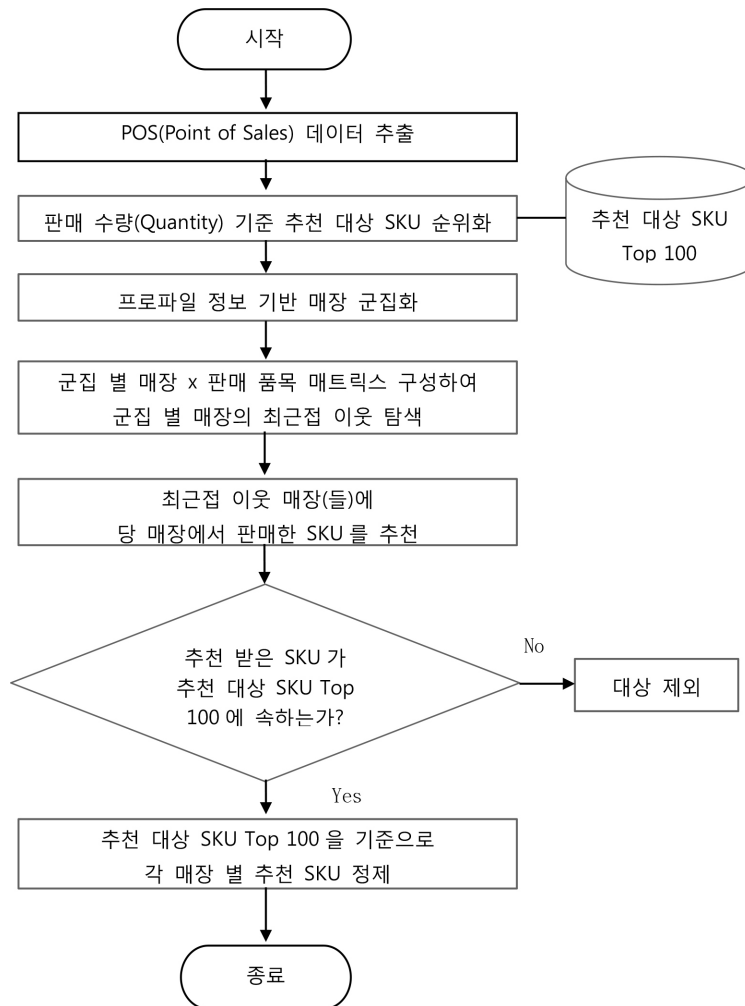 시작
POS(Point of Sales) 데이터 추출
판매 수량(Quantity) 기준 추천 대상 SKU 순위화
추천 대상 SKU
Top 100
프로파일 정보 기반 매장 군집화
군집 별 매장 x 판매 품목 매트릭스 구성하여
군집 별 매장의 최근접 이웃 탐색
최근접 이웃 매장(들)에
당 매장에서 판매한 SKU 를 추천
추천 받은 SKU 가
추천 대상 SKU Top
100 에 속하는가?
No
대상 제외
Yes
추천 대상 SKU Top 100 을 기준으로
각 매장 별 추천 SKU 정제
종료